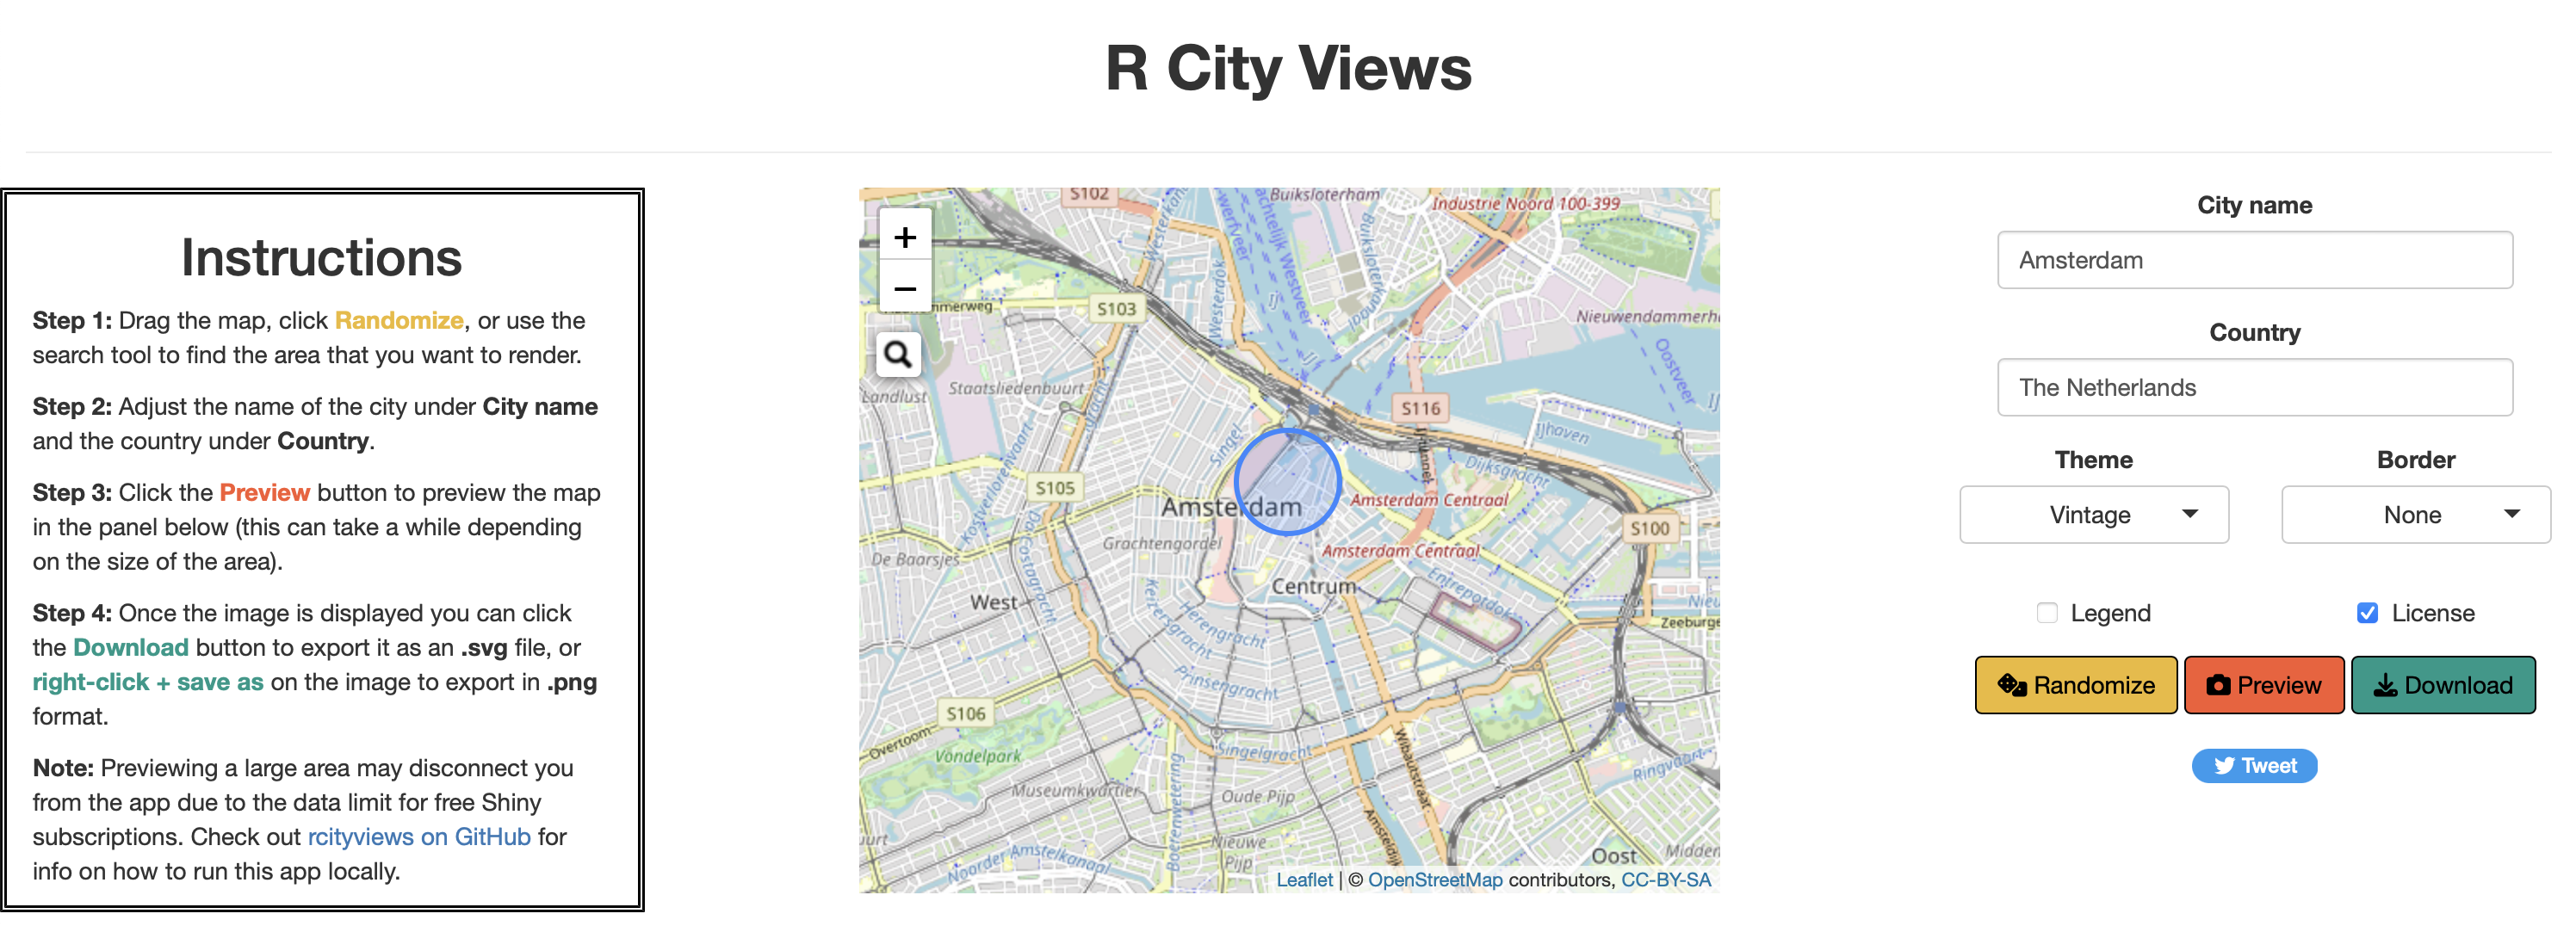 R City Views
Instructions
Step 1: Drag the map, click Randomize, or use the
search tool to find the area that you want to render.
Step 2: Adjust the name of the city under City name
and the country under Country.
Step 3: Click the Preview button to preview the map
in the panel below (this can take a while depending
on the size of the area).
Step 4: Once the image is displayed you can click
the Download button to export it as an .svg file, or
right-click + save as on the image to export in .png
format.
Note: Previewing a large area may disconnect you
from the app due to the data limit for free Shiny
subscriptions. Check out rcityviews on GitHub for
info on how to run this app locally.
+
−
S102
Buiksloterham
Industrie Noord 100-399
S103
Nieuwendammerh
Oostveer
Staatsliedenbuurt
Landlust
S116
IJhaven
Singel
Dijksgracht
S105
Amsterdam
Amsterdam Centraal
S100
Kostverlorenvaart
Grachtengordel
Amsterdam Centraal
De Baarsjes
Centrum
Entrepotdok
West
Keizersgracht
Herengracht
Zeeburge
Prinsengracht
S106
Overtoom
Vondelpark
Singelgracht
Wibautstraat
Ringvaart
Museumkwartier
Oude Pijp
Boerenwetering
Amsteldijk
Nieuwe
Pijp
Noorder Amstelkanaal
Oost
Midden
Leaflet | © OpenStreetMap contributors, CC-BY-SA
City name
Amsterdam
Country
The Netherlands
Theme
Border
Vintage
None
Legend
License
Randomize
Preview
Download
Tweet